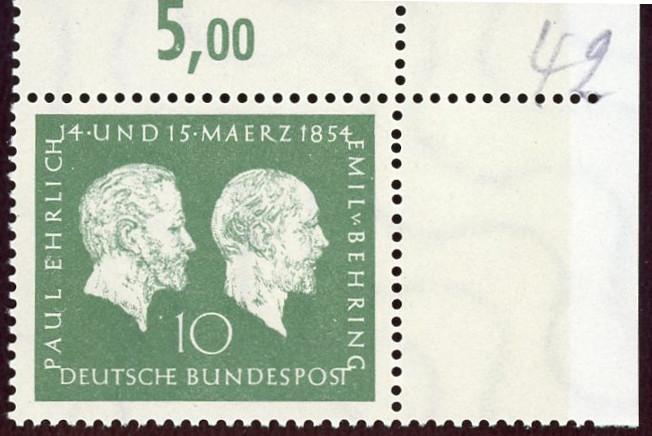 5,00
42
14·UND 15·MAERZ 1854
PAUL EHRLICH
EMIL v. BEHRING
10
DEUTSCHE BUNDESPOST